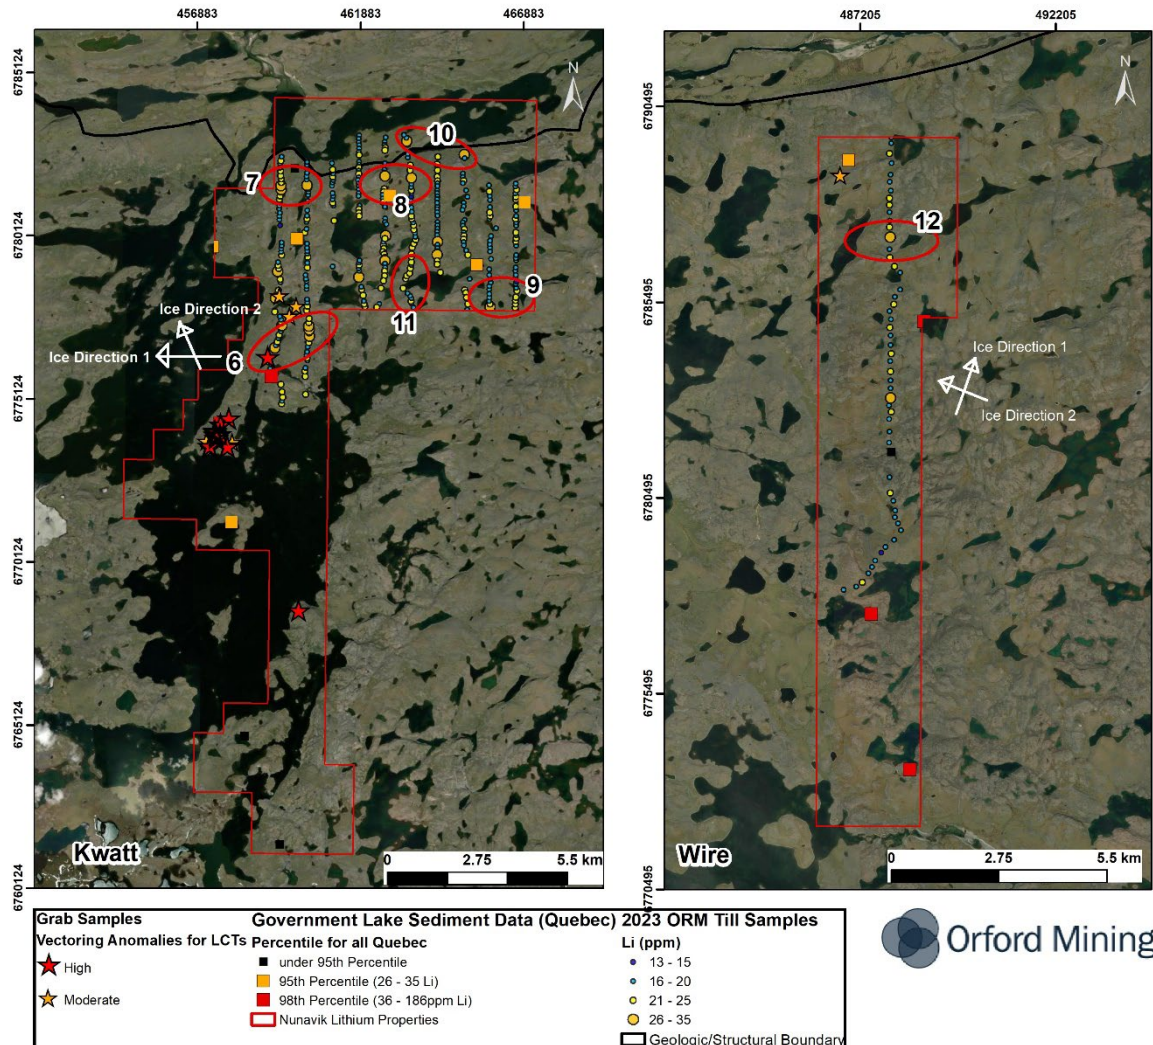 456883
461883
466883
487205
492205
6785124
6780124
6775124
6770124
6765124
6760124
6790495
6785495
6780495
6775495
6770495
N
N
10
7
8
9
11
6
12
Ice Direction 2
Ice Direction 1
Ice Direction 1
Ice Direction 2
Kwatt
0 2.75 5.5 km
Wire
0 2.75 5.5 km
Grab Samples
Vectoring Anomalies for LCTs
High
Moderate
Government Lake Sediment Data (Quebec)
Percentile for all Quebec
under 95th Percentile
95th Percentile (26 - 35 Li)
98th Percentile (36 - 186ppm Li)
Nunavik Lithium Properties
2023 ORM Till Samples
Li (ppm)
13 - 15
16 - 20
21 - 25
26 - 35
Geologic/Structural Boundary
Orford Mining